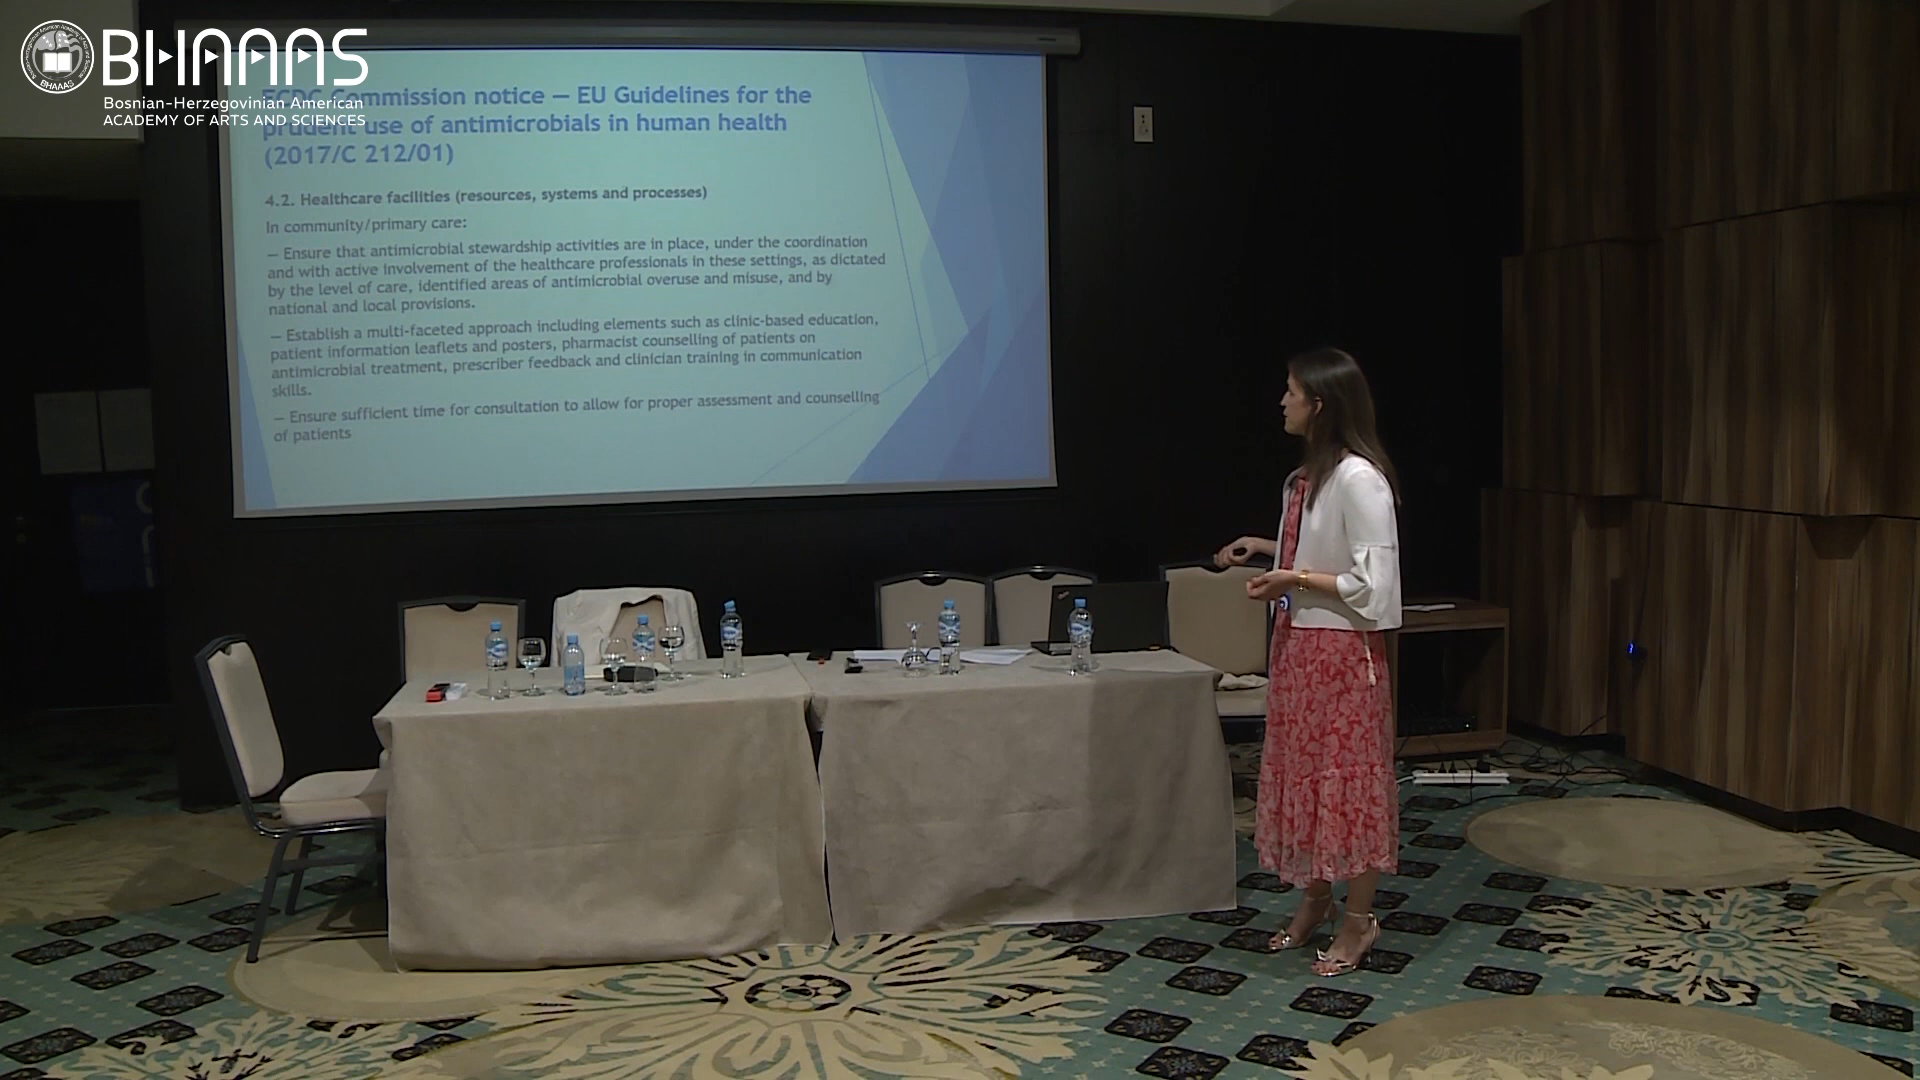 BHAAAS
Bosnian-Herzegovinian American
ACADEMY OF ARTS AND SCIENCES
ECDC Commission notice — EU Guidelines for the
prudent use of antimicrobials in human health
(2017/C 212/01)
4.2. Healthcare facilities (resources, systems and processes)
In community/primary care:
— Ensure that antimicrobial stewardship activities are in place, under the coordination
and with active involvement of the healthcare professionals in these settings, as dictated
by the level of care, identified areas of antimicrobial overuse and misuse, and by
national and local provisions.
— Establish a multi-faceted approach including elements such as clinic-based education,
patient information leaflets and posters, pharmacist counselling of patients on
antimicrobial treatment, prescriber feedback and clinician training in communication
skills.
— Ensure sufficient time for consultation to allow for proper assessment and counselling
of patients